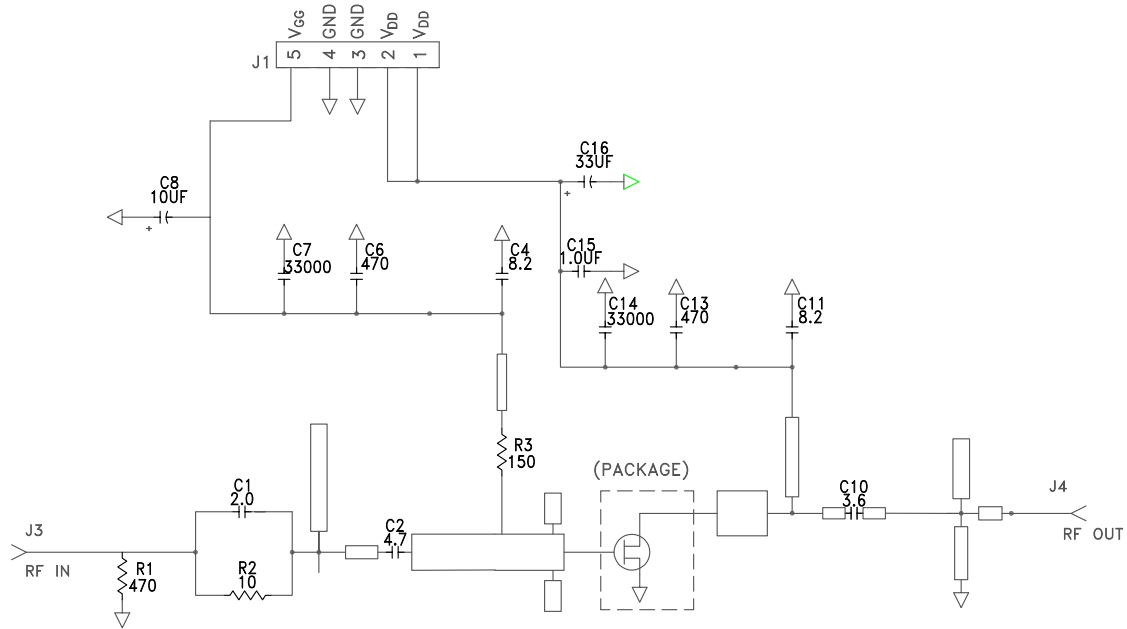 VGG
GND
GND
VDD
VDD
J1
5
4
3
2
1
C16
33UF
+
C8
10UF
+
C7
33000
C6
470
C4
8.2
C15
1.0UF
C14
33000
C13
470
C11
8.2
R3
150
(PACKAGE)
C1
2.0
C2
4.7
C10
3.6
J4
RF OUT
J3
RF IN
R1
470
R2
10